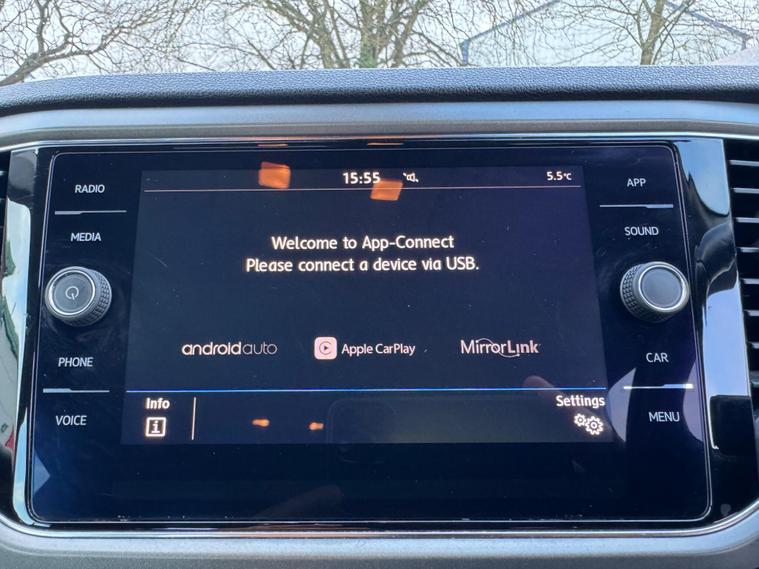 RADIO
MEDIA
PHONE
VOICE
15:55
5.5°C
Welcome to App-Connect
Please connect a device via USB.
androidauto
Apple CarPlay
MirrorLink
Info
i
Settings
APP
SOUND
CAR
MENU